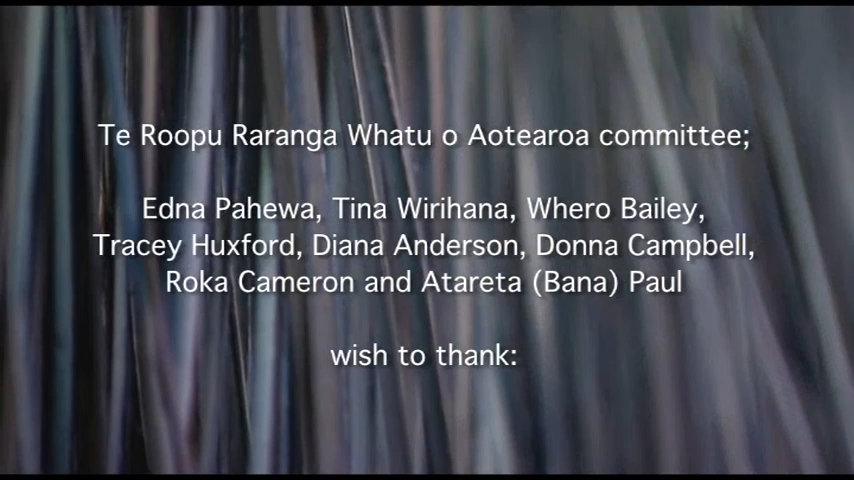 Te Roopu Raranga Whatu o Aotearoa committee;
Edna Pahewa, Tina Wirihana, Whero Bailey,
Tracey Huxford, Diana Anderson, Donna Campbell,
Roka Cameron and Atareta (Bana) Paul
wish to thank: